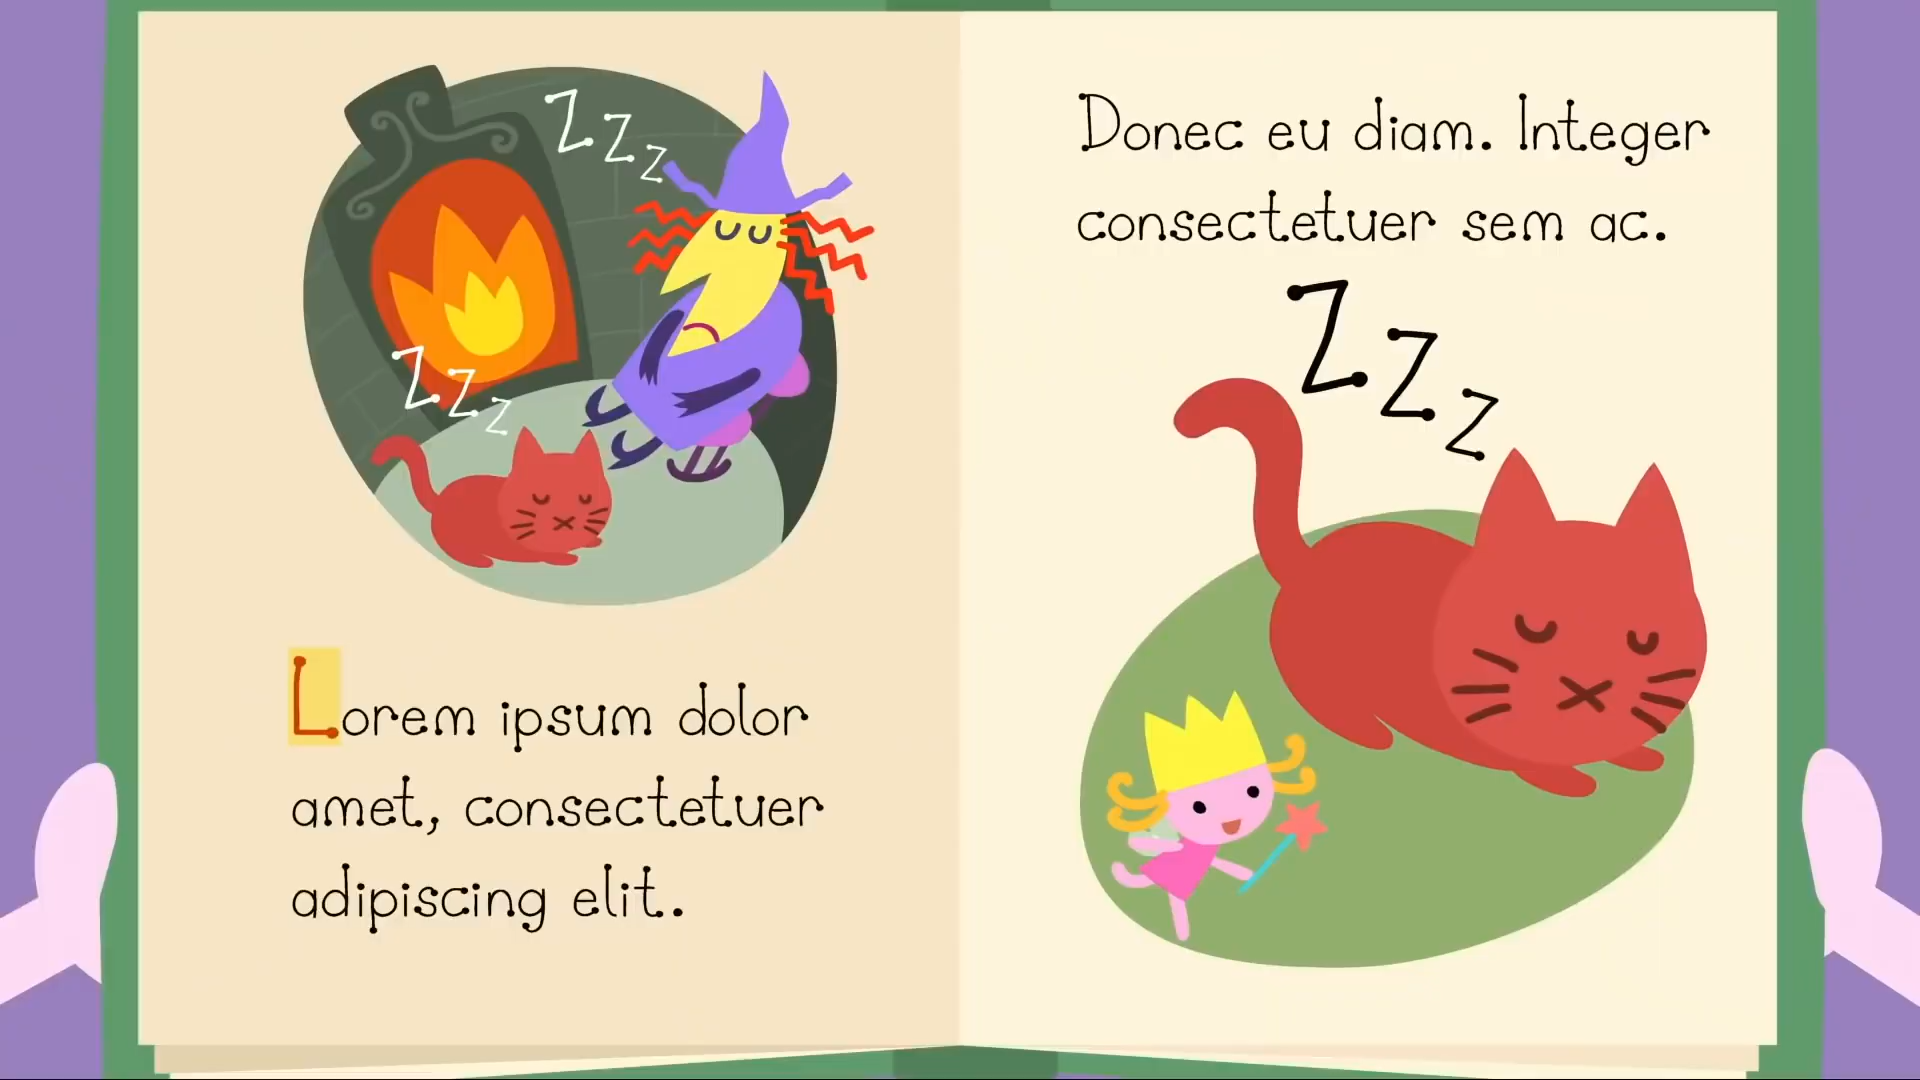 Z z z
Z z z
Lorem ipsum dolor
amet, consectetuer
adipiscing elit..
Donec eu diam. Integer
consectetuer sem ac.
Z z z